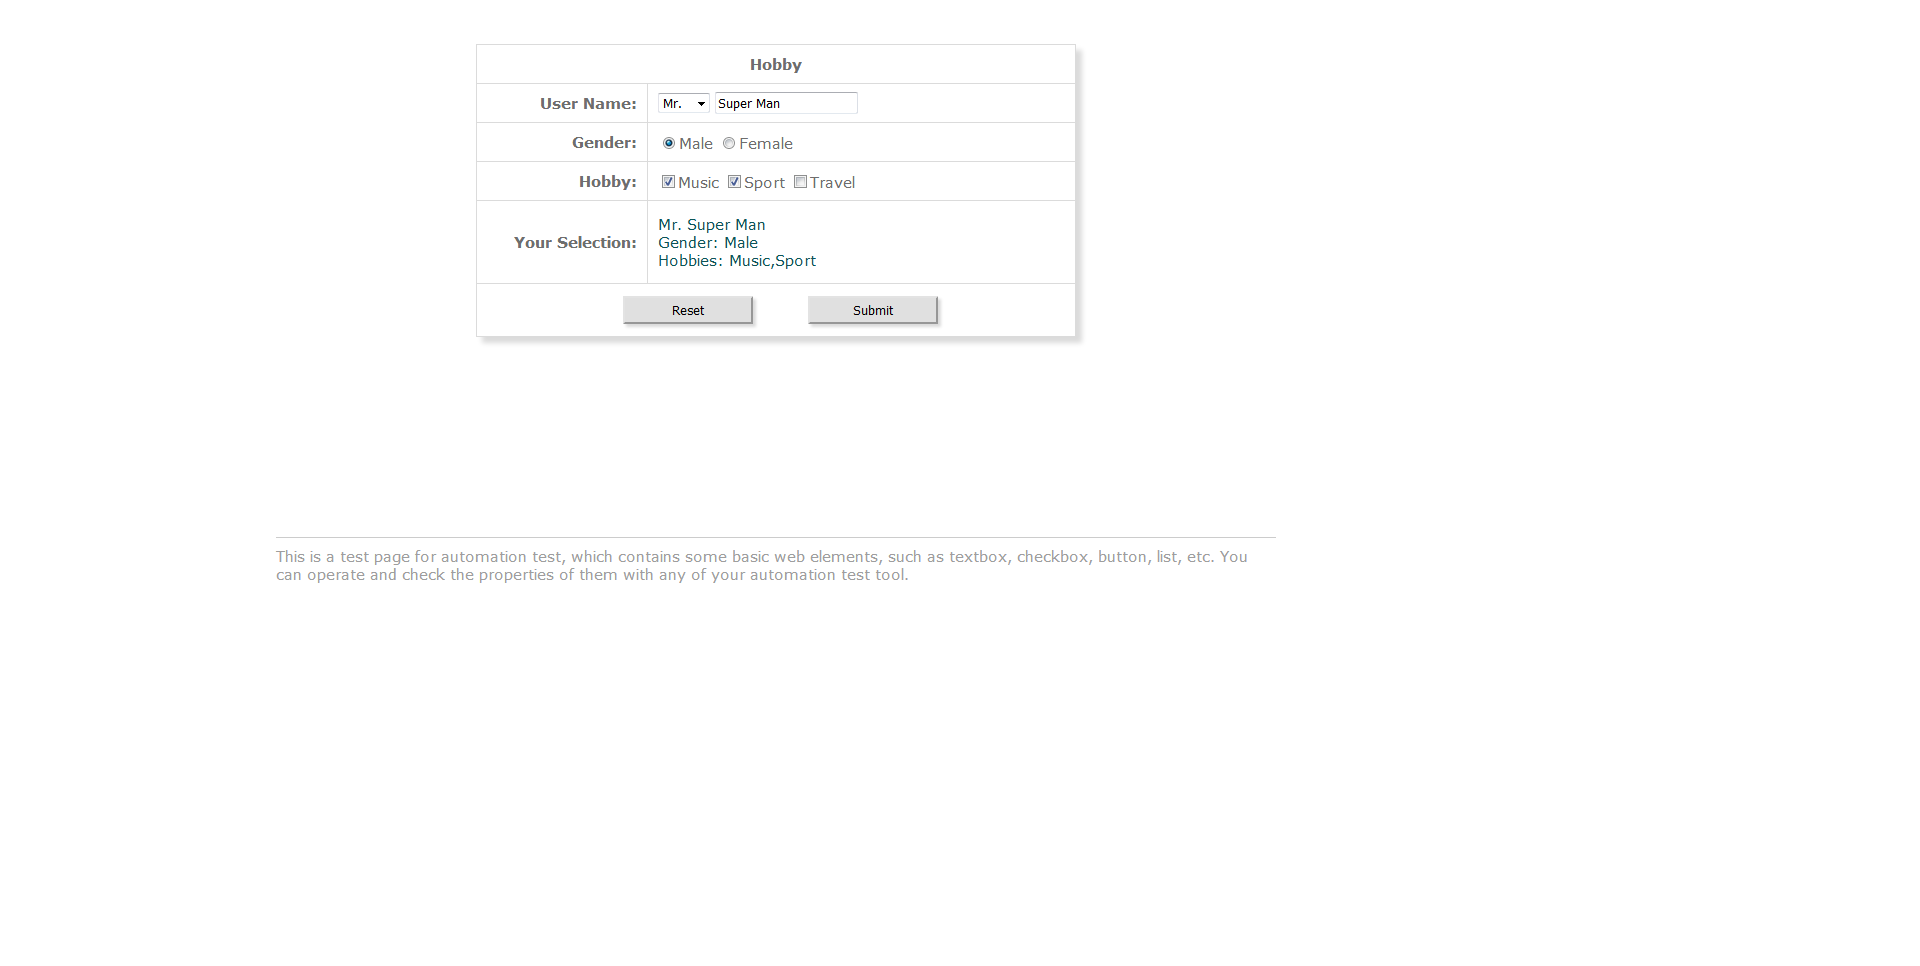 Hobby
User Name: Mr. Super Man
Gender: Male Female
Hobby: Music Sport Travel
Your Selection:
Mr. Super Man
Gender: Male
Hobbies: Music,Sport
Reset Submit
This is a test page for automation test, which contains some basic web elements, such as textbox, checkbox, button, list, etc. You
can operate and check the properties of them with any of your automation test tool.